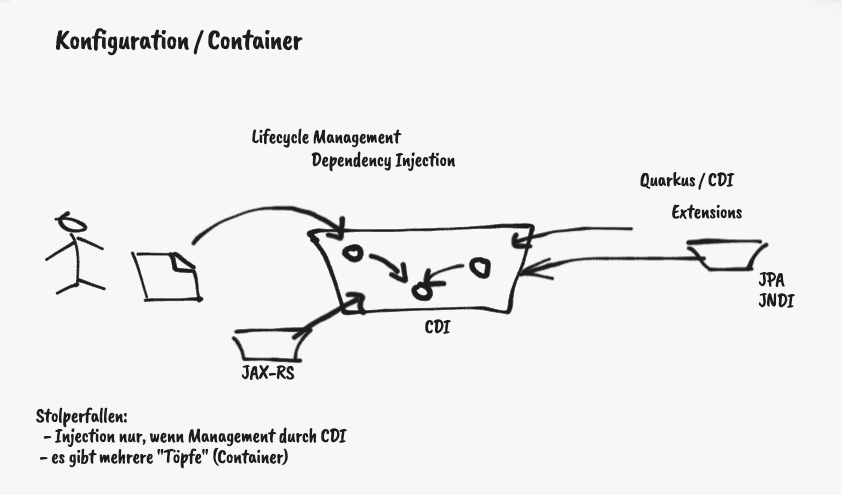 Konfiguration / Container
Lifecycle Management
Dependency Injection
Quarkus / CDI
Extensions
JPA
JNDI
CDI
JAX-RS
Stolperfallen:
- Injection nur, wenn Management durch CDI
- es gibt mehrere "Töpfe" (Container)